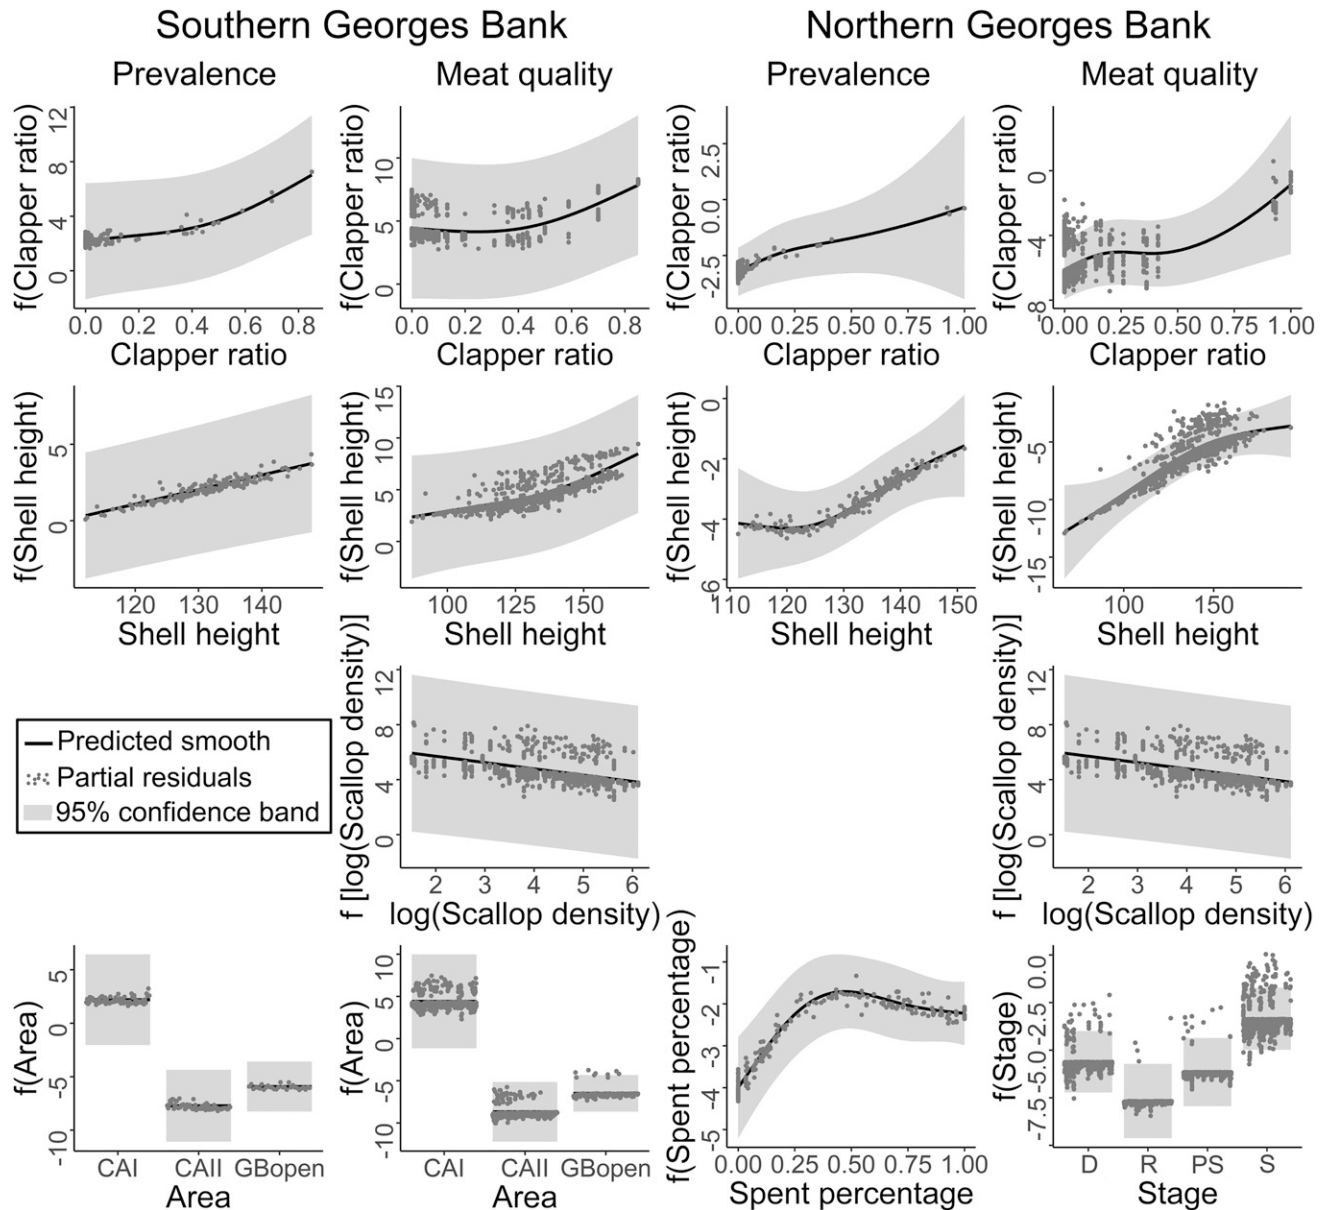 Southern Georges Bank Northern Georges Bank
Prevalence Meat quality Prevalence Meat quality
f(Clapper ratio)
12
8
4
0
0.0 0.2 0.4 0.6 0.8
Clapper ratio
f(Clapper ratio)
10
5
0
0.0 0.2 0.4 0.6 0.8
Clapper ratio
f(Clapper ratio)
2.5
0.0
-2.5
-2.5
0.00 0.25 0.50 0.75 1.00
Clapper ratio
f(Clapper ratio)
0
-4
-8
0.00 0.25 0.50 0.75 1.00
Clapper ratio
f(Shell height)
5
0
120 130 140
Shell height
f(Shell height)
15
10
5
0
100 125 150
Shell height
f(Shell height)
0
-2
-4
-6
110 120 130 140 150
Shell height
f(Shell height)
-5
-10
-15
100 150
Shell height
Predicted smooth
Partial residuals
95% confidence band
f [log(Scallop density)]
12
8
4
0
2 3 4 5 6
log(Scallop density)
f [log(Scallop density)]
12
8
4
0
2 3 4 5 6
log(Scallop density)
f(Area)
5
0
-5
-10
CAI CAII GBopen
Area
f(Area)
10
5
0
-5
-10
CAI CAII GBopen
Area
f(Spent percentage)
-1
-2
-3
-4
-5
0.00 0.25 0.50 0.75 1.00
Spent percentage
f(Stage)
0.0
-2.5
-5.0
-7.5
-7.5
D R PS S
Stage